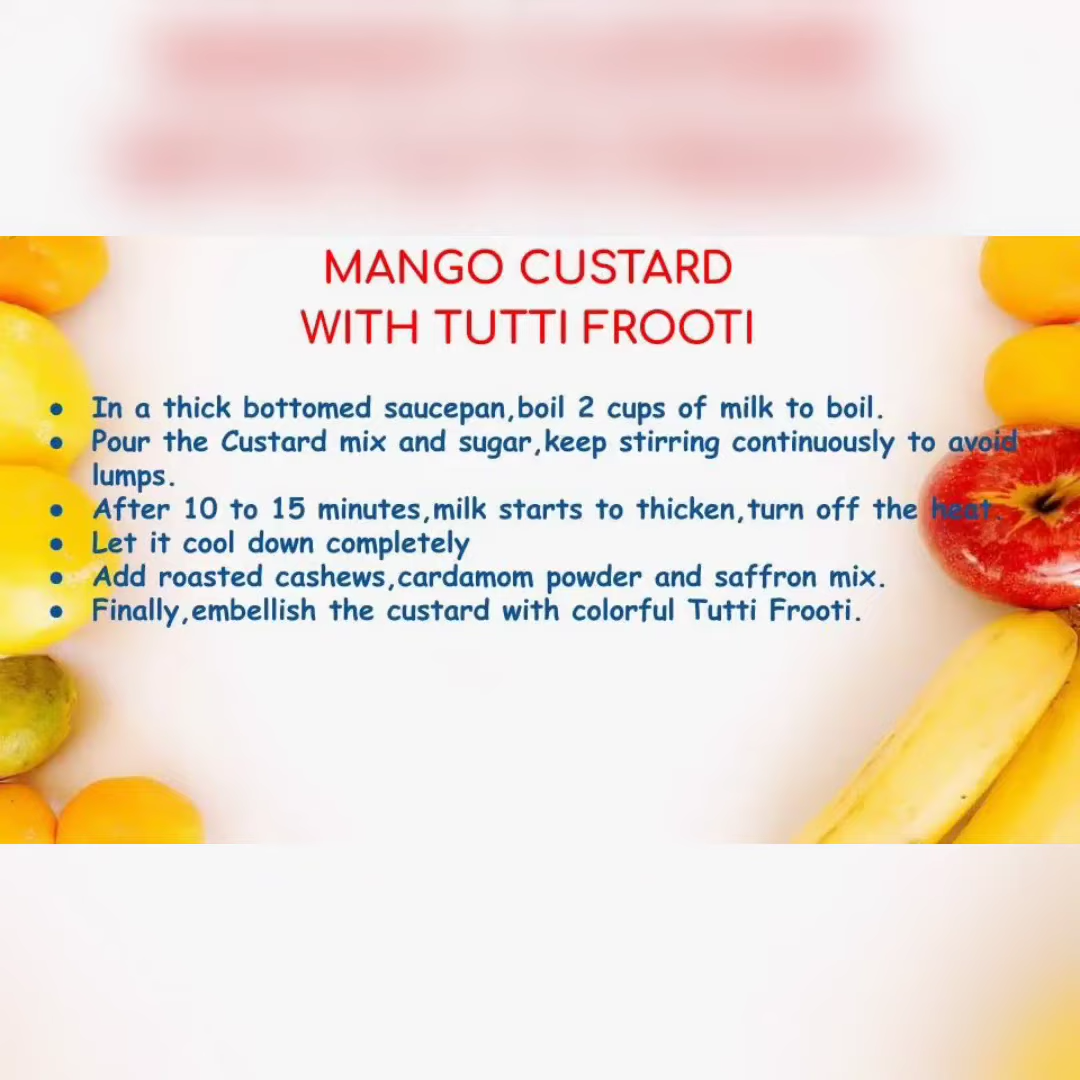 MANGO CUSTARD
WITH TUTTI FROOTI
• In a thick bottomed saucepan,boil 2 cups of milk to boil.
• Pour the Custard mix and sugar,keep stirring continuously to avoid
lumps.
• After 10 to 15 minutes,milk starts to thicken,turn off the heat.
• Let it cool down completely
• Add roasted cashews,cardamom powder and saffron mix.
• Finally,embellish the custard with colorful Tutti Frooti.